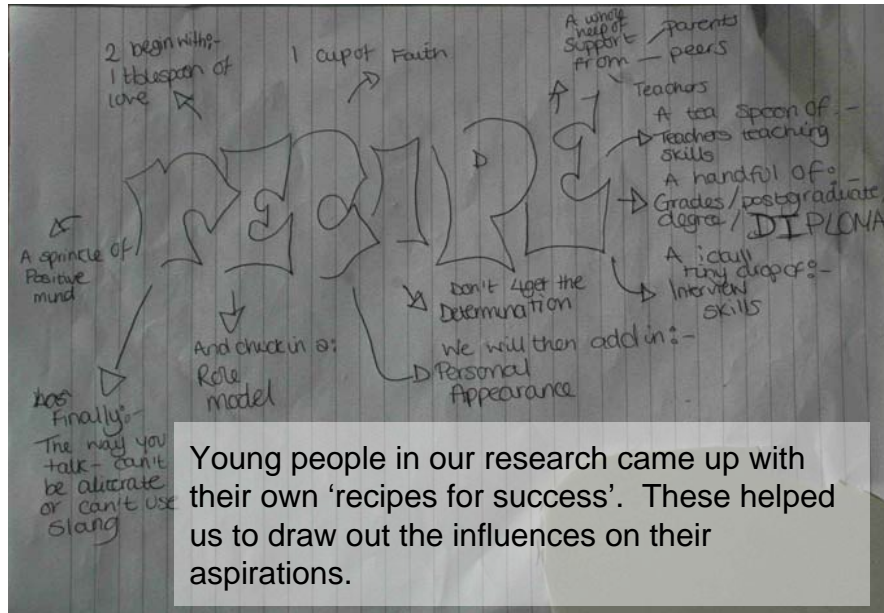 2 begin with:-
1 tblespoon of
love
1 cup of Faith
A whole
heep of
support
from
parents
peers
Teachers
A tea spoon of :-
Teachers teaching
skills
A handful of :-
Grades/postgraduate
degree/DIPLOMA
A
tiny drop of :-
Interview
skills
RECIPE
A sprincle of
Positive
mind
And chuck in a:
Role
model
Don't 4get the
Determination
We will then add in :-
Personal
Appearance
Finally:-
The way you
talk - can't
be aliterate
or can't use
slang
Young people in our research came up with
their own ‘recipes for success’. These helped
us to draw out the influences on their
aspirations.